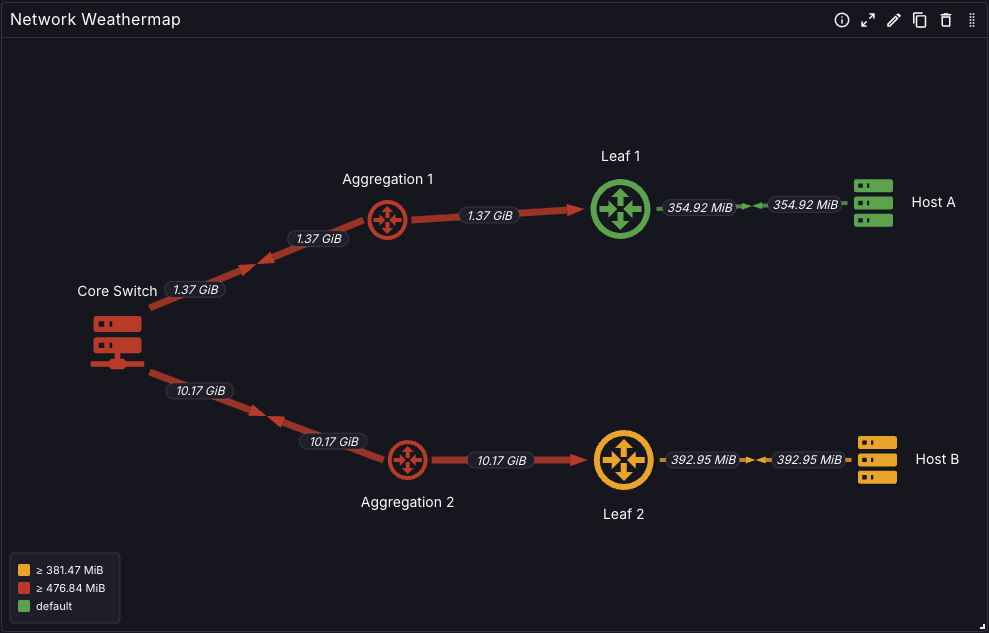 Network Weathermap
Leaf 1
Aggregation 1
354.92 MiB
354.92 MiB
Host A
1.37 GiB
1.37 GiB
Core Switch
1.37 GiB
10.17 GiB
10.17 GiB
10.17 GiB
392.95 MiB
392.95 MiB
Host B
Aggregation 2
Leaf 2
≥ 381.47 MiB
≥ 476.84 MiB
default